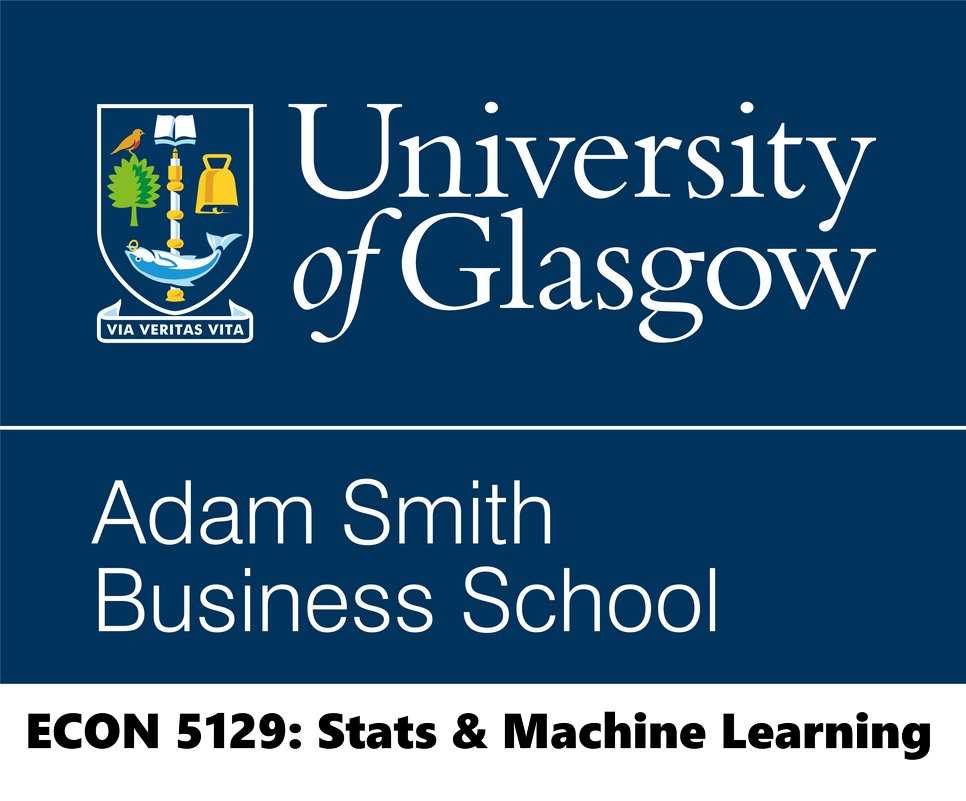 University
of Glasgow
VIA VERITAS VITA
Adam Smith
Business School
ECON 5129: Stats & Machine Learning